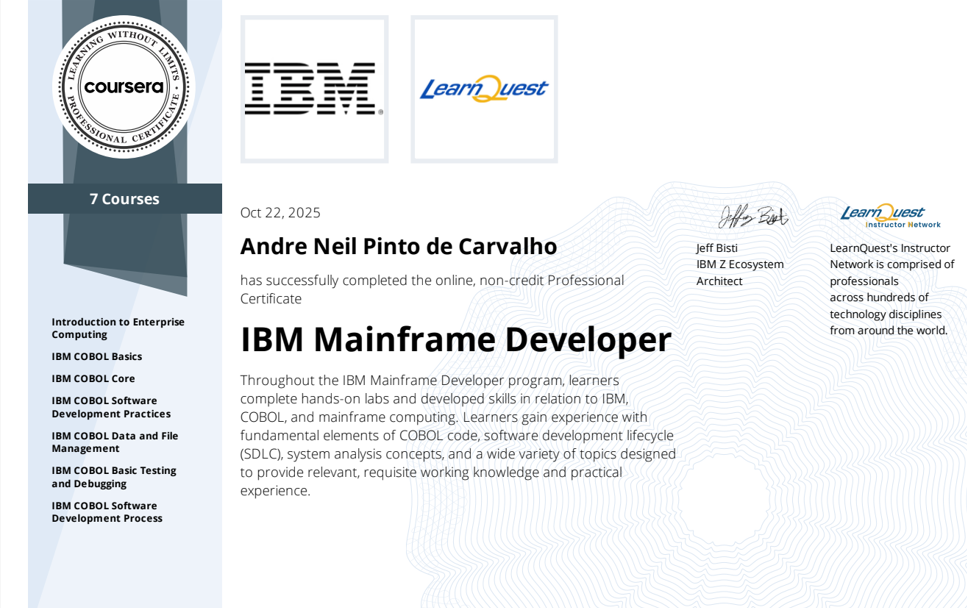 LEARNING WITHOUT LIMITS
coursera
PROFESSIONAL CERTIFICATE
7 Courses
Introduction to Enterprise
Computing
IBM COBOL Basics
IBM COBOL Core
IBM COBOL Software
Development Practices
IBM COBOL Data and File
Management
IBM COBOL Basic Testing
and Debugging
IBM COBOL Software
Development Process
IBM®
LearnQuest
Oct 22, 2025
Andre Neil Pinto de Carvalho
has successfully completed the online, non-credit Professional
Certificate
IBM Mainframe Developer
Throughout the IBM Mainframe Developer program, learners
complete hands-on labs and developed skills in relation to IBM,
COBOL, and mainframe computing. Learners gain experience with
fundamental elements of COBOL code, software development lifecycle
(SDLC), system analysis concepts, and a wide variety of topics designed
to provide relevant, requisite working knowledge and practical
experience.
Jeff Bisti
Jeff Bisti
IBM Z Ecosystem
Architect
LearnQuest
Instructor Network
LearnQuest's Instructor
Network is comprised of
professionals
across hundreds of
technology disciplines
from around the world.